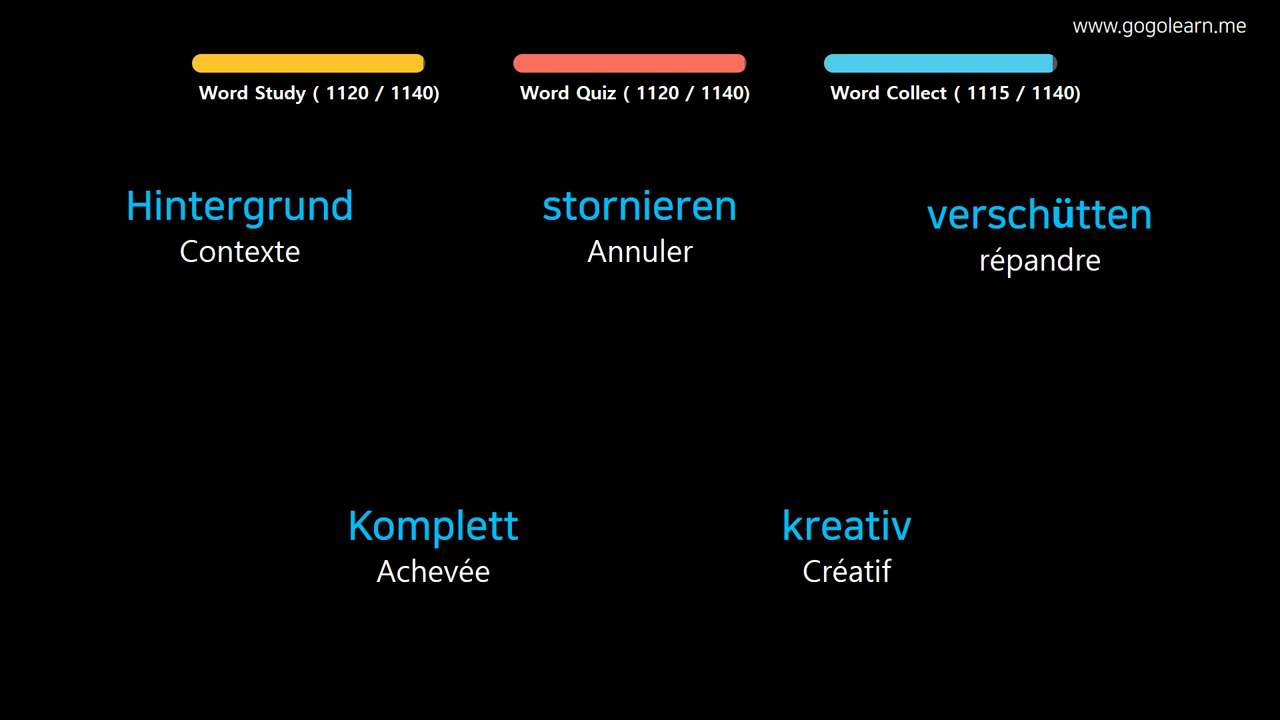 www.gogolearn.me
Word Study ( 1120 / 1140)
Word Quiz ( 1120 / 1140)
Word Collect ( 1115 / 1140)
Hintergrund
Contexte
stornieren
Annuler
verschütten
répandre
Komplett
Achevée
kreativ
Créatif